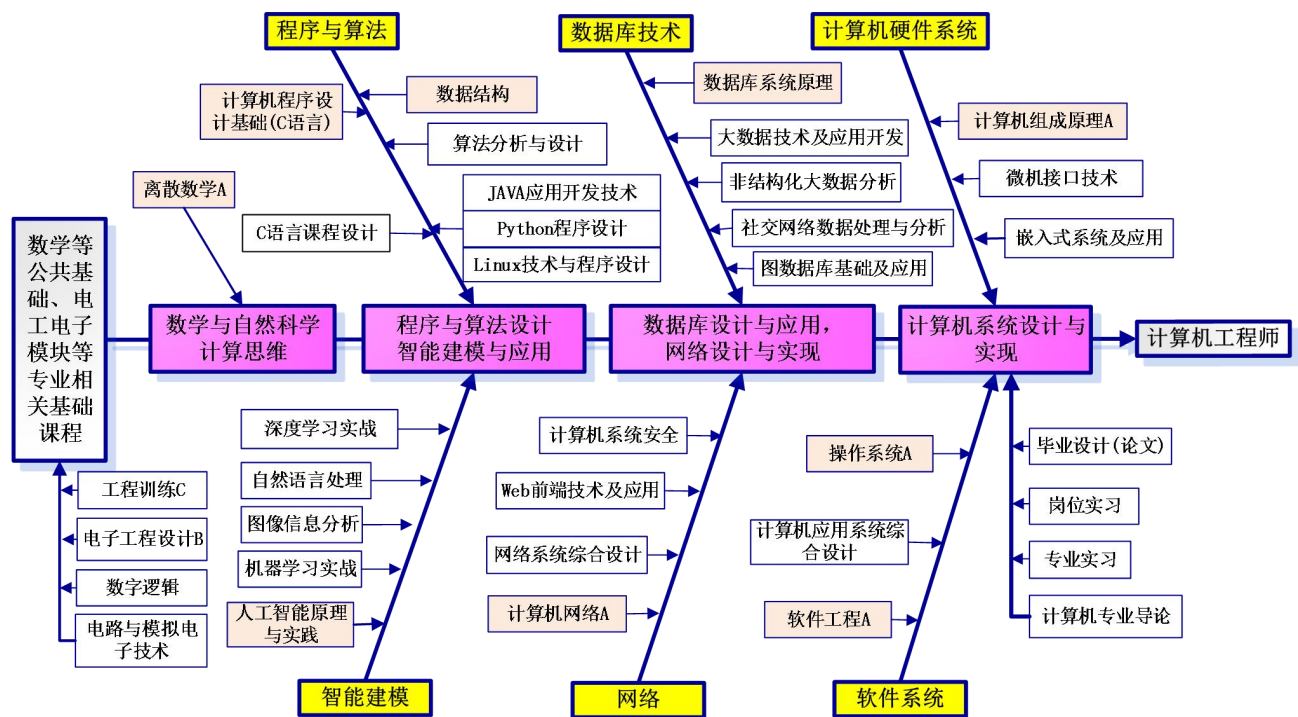 程序与算法
数据库技术
计算机硬件系统
计算机程序设
计基础(C语言)
数据结构
算法分析与设计
离散数学A
JAVA应用开发技术
C语言课程设计
Python程序设计
Linux技术与程序设计
数据库系统原理
大数据技术及应用开发
非结构化大数据分析
社交网络数据处理与分析
图数据库基础及应用
计算机组成原理A
微机接口技术
嵌入式系统及应用
数学等
公共基
础、电
工电子
模块等
专业相
关基础
课程
数学与自然科学
计算思维
程序与算法设计
智能建模与应用
数据库设计与应用,
网络设计与实现
计算机系统设计与
实现
计算机工程师
工程训练C
电子工程设计B
数字逻辑
电路与模拟电
子技术
深度学习实战
自然语言处理
图像信息分析
机器学习实战
人工智能原理
与实践
计算机系统安全
Web前端技术及应用
网络系统综合设计
计算机网络A
操作系统A
计算机应用系统综
合设计
软件工程A
毕业设计(论文)
岗位实习
专业实习
计算机专业导论
智能建模
网络
软件系统